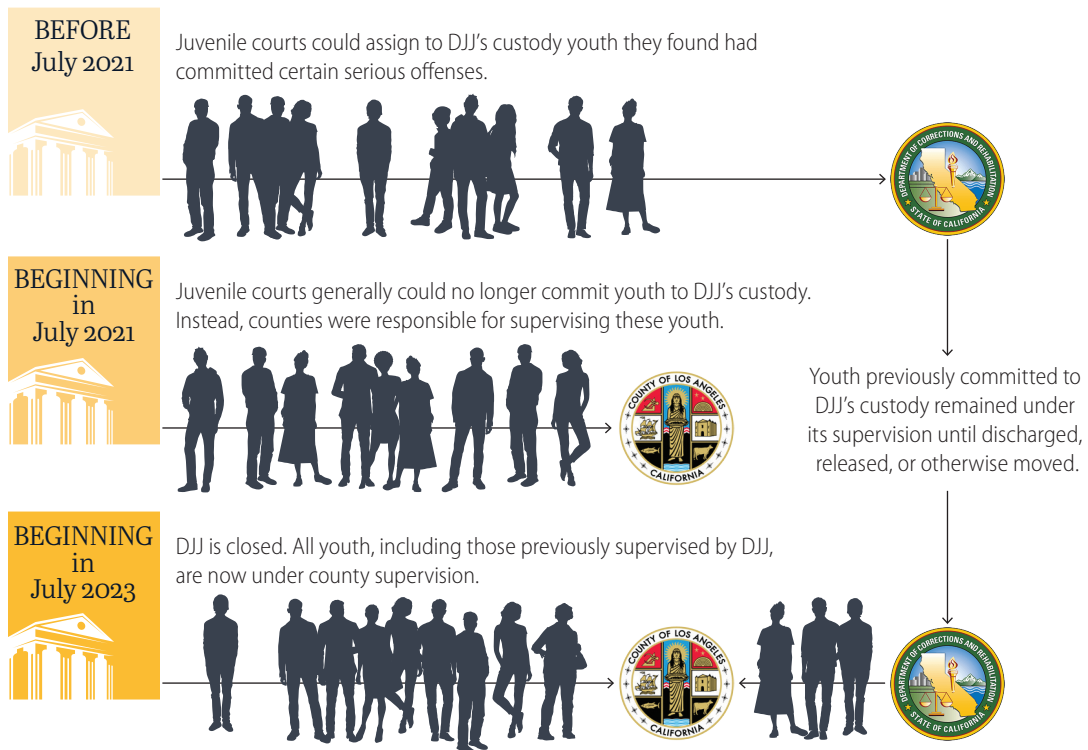 BEFORE
July 2021
Juvenile courts could assign to DJJ's custody youth they found had
committed certain serious offenses.
DEPARTMENT OF CORRECTIONS AND REHABILITATION
STATE OF CALIFORNIA
BEGINNING
in
July 2021
Juvenile courts generally could no longer commit youth to DJJ's custody.
Instead, counties were responsible for supervising these youth.
COUNTY OF LOS ANGELES
CALIFORNIA
Youth previously committed to
DJJ's custody remained under
its supervision until discharged,
released, or otherwise moved.
BEGINNING
in
July 2023
DJJ is closed. All youth, including those previously supervised by DJJ,
are now under county supervision.
COUNTY OF LOS ANGELES
CALIFORNIA
DEPARTMENT OF CORRECTIONS AND REHABILITATION
STATE OF CALIFORNIA